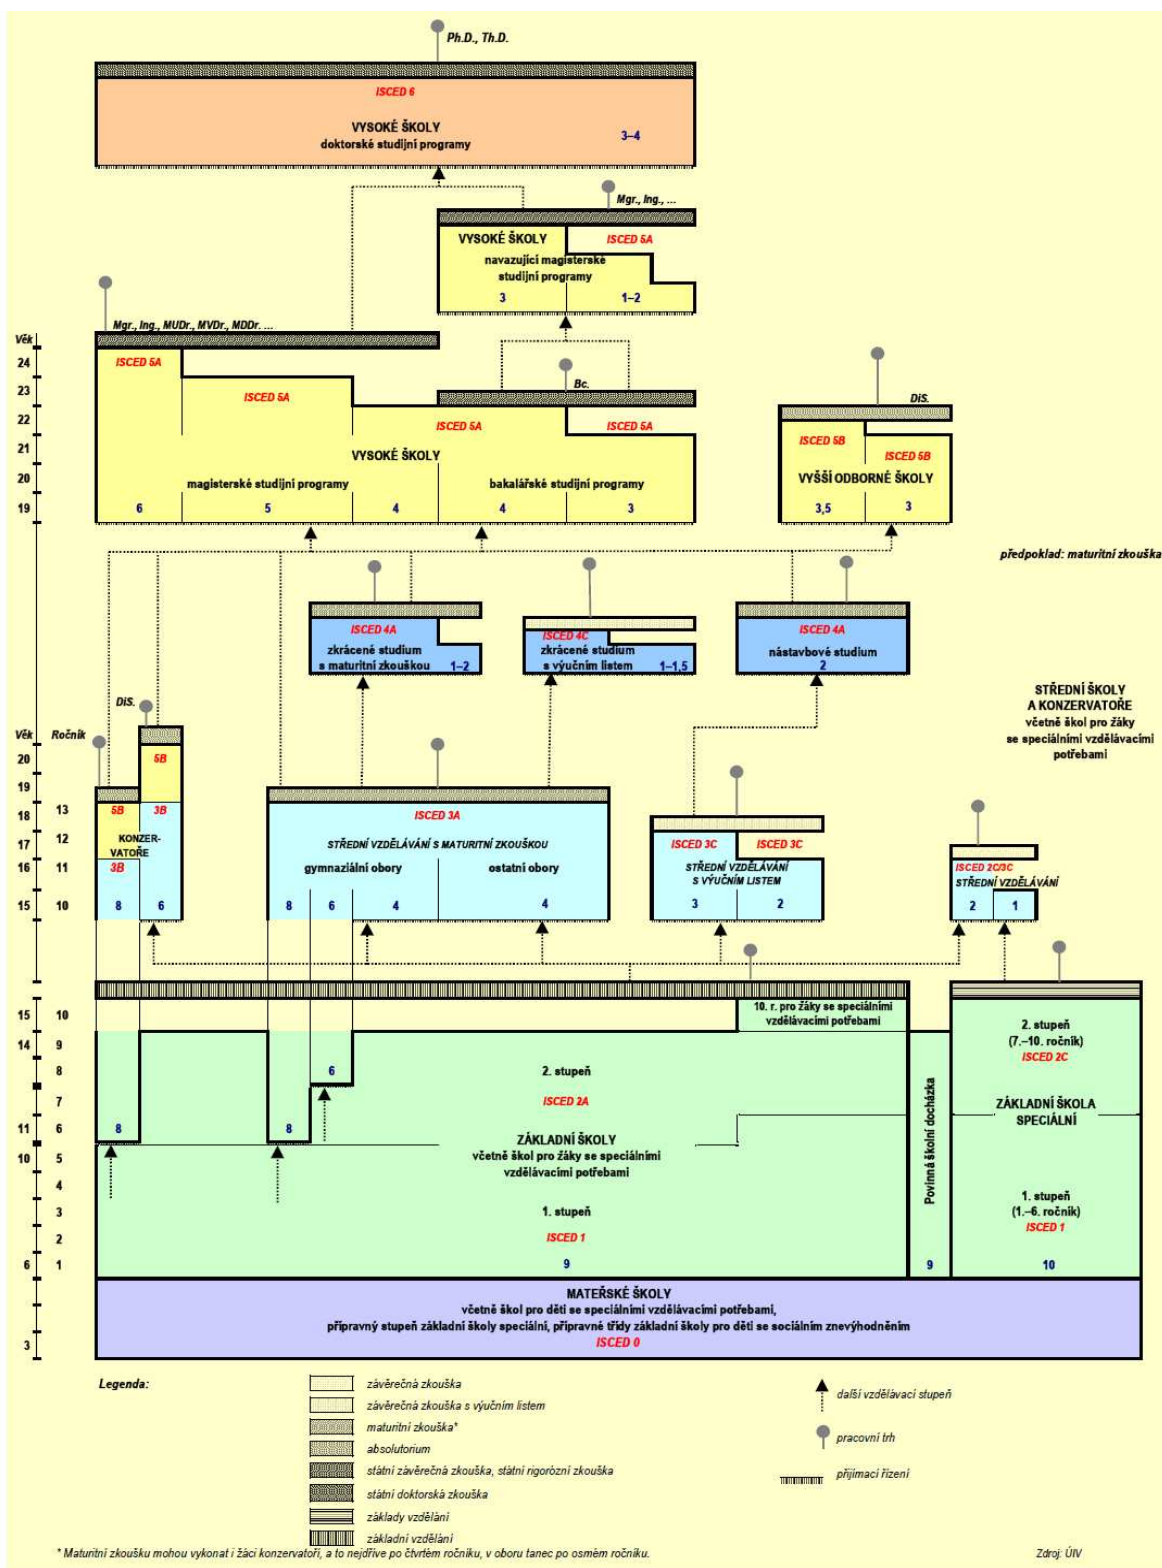 Ph.D., Th.D.
ISCED 6
VYSOKÉ ŠKOLY
doktorské studijní programy
3–4
Mgr., Ing., ...
VYSOKÉ ŠKOLY
ISCED 5A
navazující magisterské
studijní programy
3
1–2
Mgr., Ing., MUDr., MVDr., MDDr. ...
Věk
24
ISCED 5A
23
ISCED 5A
Bc.
DiS.
22
ISCED 5A
ISCED 5A
21
VYSOKÉ ŠKOLY
ISCED 5B
ISCED 5B
20
magisterské studijní programy
bakalářské studijní programy
VYŠŠÍ ODBORNÉ ŠKOLY
19
6
5
4
4
3
3,5
3
předpoklad: maturitní zkouška
ISCED 4A
zkrácené studium
s maturitní zkouškou
1–2
ISCED 4C
zkrácené studium
s výučním listem
1–1,5
ISCED 4A
nástavbové studium
2
STŘEDNÍ ŠKOLY
A KONZERVATOŘE
včetně škol pro žáky
se speciálními vzdělávacími
potřebami
DiS.
Věk
Ročník
20
5B
19
18
13
5B
3B
ISCED 3A
17
12
KONZER-
VATOŘE
STŘEDNÍ VZDĚLÁVÁNÍ S MATURITNÍ ZKOUŠKOU
ISCED 3C
ISCED 3C
16
11
3B
gymnaziální obory
ostatní obory
STŘEDNÍ VZDĚLÁVÁNÍ
S VÝUČNÍM LISTEM
ISCED 2C/3C
STŘEDNÍ VZDĚLÁVÁNÍ
15
10
8
6
8
6
4
4
3
2
2
1
15
10
10. r. pro žáky se speciálními
vzdělávacími potřebami
14
9
2. stupeň
(7.–10. ročník)
ISCED 2C
8
6
2. stupeň
7
ISCED 2A
ZÁKLADNÍ ŠKOLA
SPECIÁLNÍ
11
6
8
8
ZÁKLADNÍ ŠKOLY
včetně škol pro žáky se speciálními
vzdělávacími potřebami
10
5
4
Povinná školní docházka
3
1. stupeň
1. stupeň
(1.–6. ročník)
ISCED 1
2
ISCED 1
6
1
9
9
10
MATEŘSKÉ ŠKOLY
včetně škol pro děti se speciálními vzdělávacími potřebami,
přípravný stupeň základní školy speciální, přípravné třídy základní školy pro děti se sociálním znevýhodněním
3
ISCED 0
Legenda:
závěrečná zkouška
závěrečná zkouška s výučním listem
maturitní zkouška*
absolutorium
státní závěrečná zkouška, státní rigorózní zkouška
státní doktorská zkouška
základy vzdělání
základní vzdělání
další vzdělávací stupeň
pracovní trh
přijímací řízení
* Maturitní zkoušku mohou vykonat i žáci konzervatoří, a to nejdříve po čtvrtém ročníku, v oboru tanec po osmém ročníku.
Zdroj: ÚIV